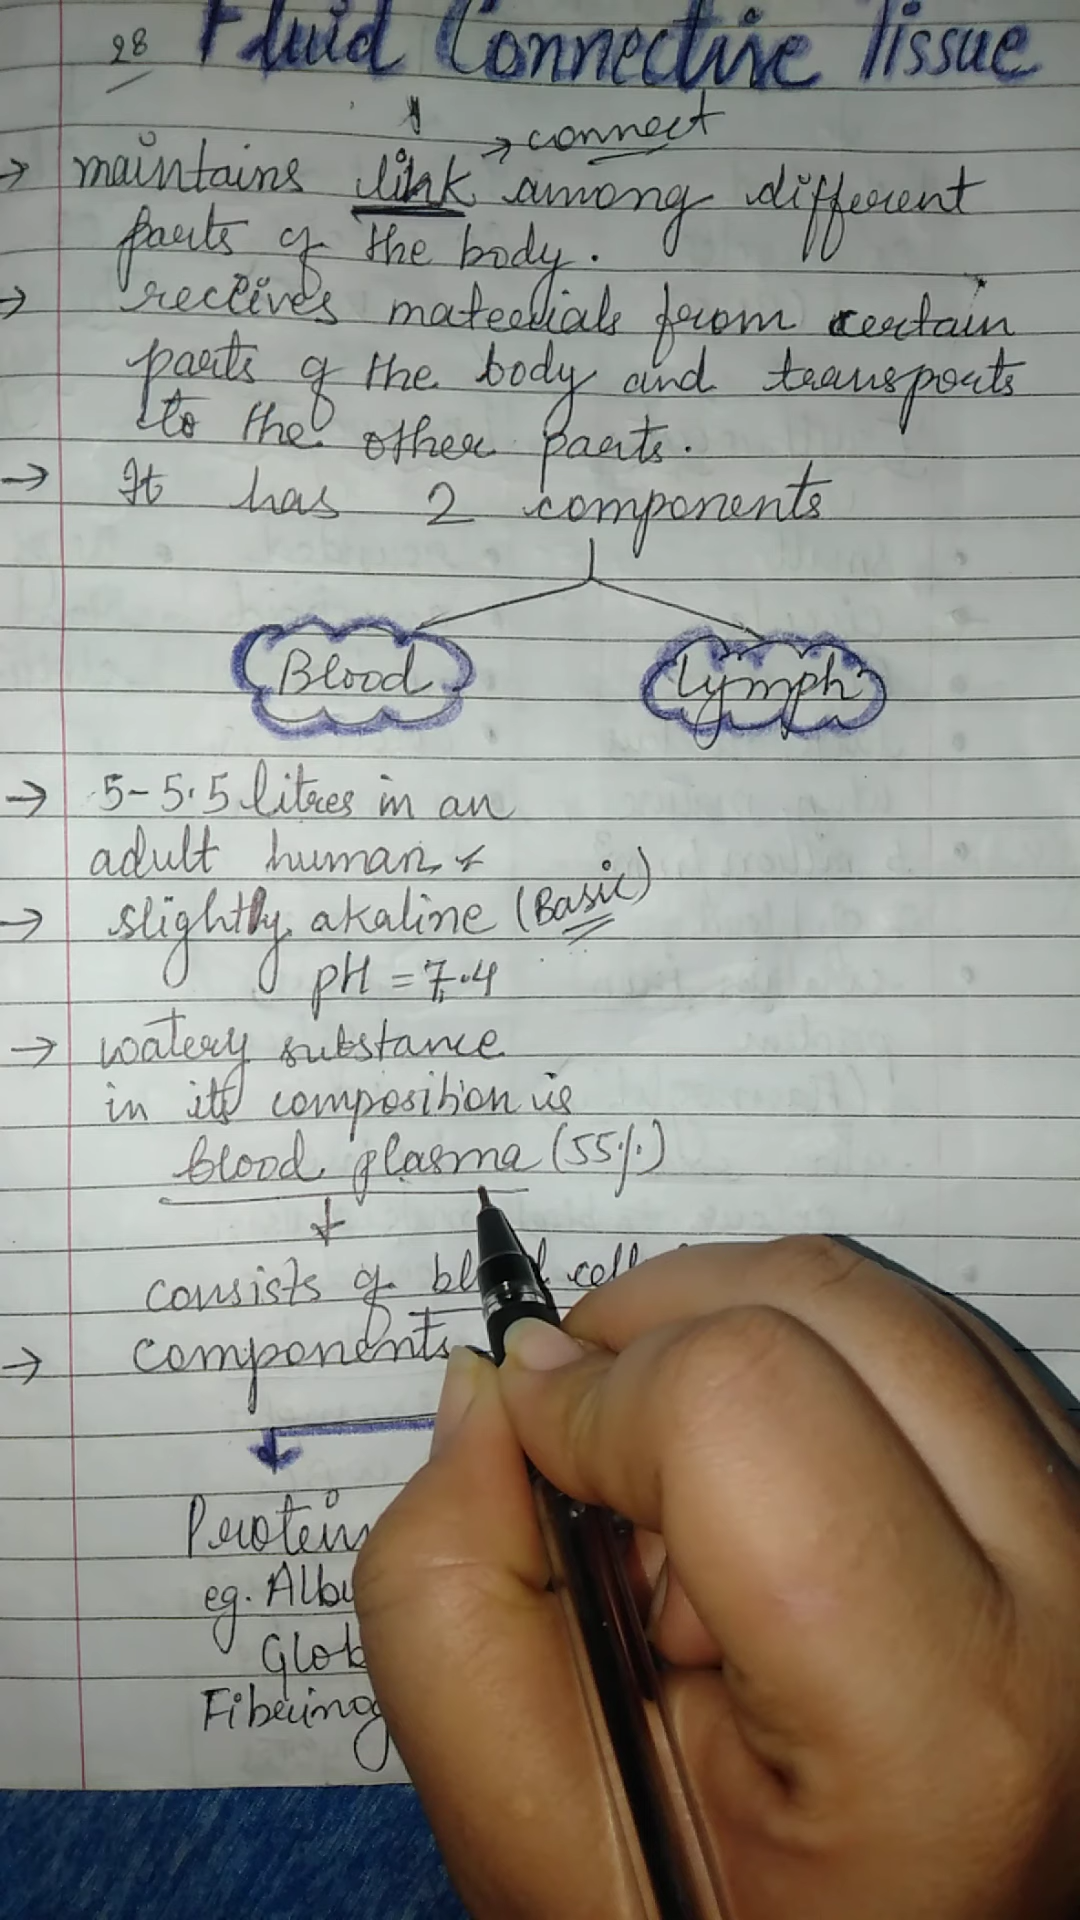 28
Fluid Connective Tissue
→ connect
→ maintains link among different
parts of the body.
→ receives materials from certain
parts of the body and transports
to the other parts.
→ It has 2 components
Blood
Lymph
→ 5-5.5 litres in an
adult human
→ slightly akaline (Basic)
pH = 7.4
→ watery substance
in its composition is
blood plasma (55%)
consists of
→ components
eg.